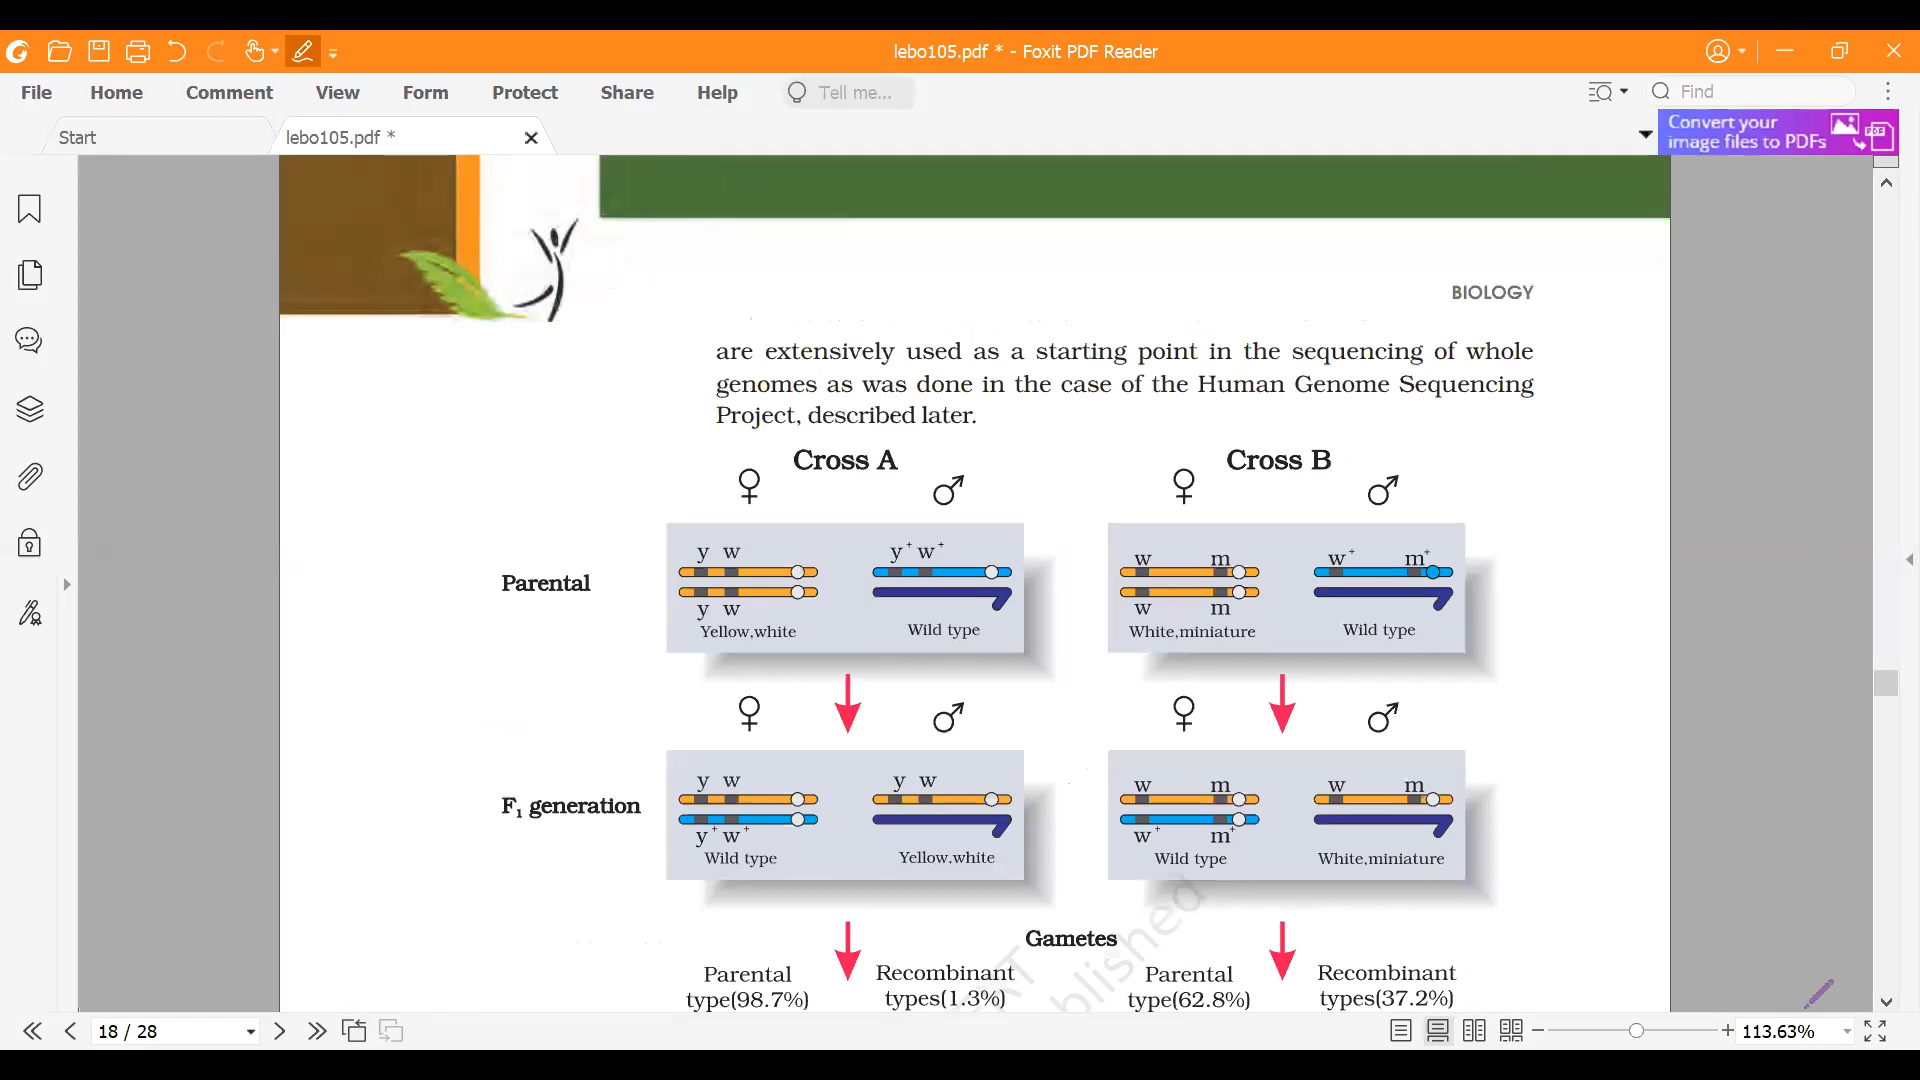 lebo105.pdf * - Foxit PDF Reader
File Home Comment View Form Protect Share Help Tell me... Find
Start lebo105.pdf *
Convert your
image files to PDFs
PDF
BIOLOGY
are extensively used as a starting point in the sequencing of whole
genomes as was done in the case of the Human Genome Sequencing
Project, described later.
Cross A Cross B
♀ ♂ ♀ ♂
y w y+ w+ w m w+ m+
Parental
y w w m
Yellow,white Wild type White,miniature Wild type
♀ ♂ ♀ ♂
y w y w w m w m
F1 generation
y+ w+ w+ m+
Wild type Yellow,white Wild type White,miniature
Gametes
Parental Recombinant Parental Recombinant
type(98.7%) types(1.3%) type(62.8%) types(37.2%)
blished
18 / 28 113.63%